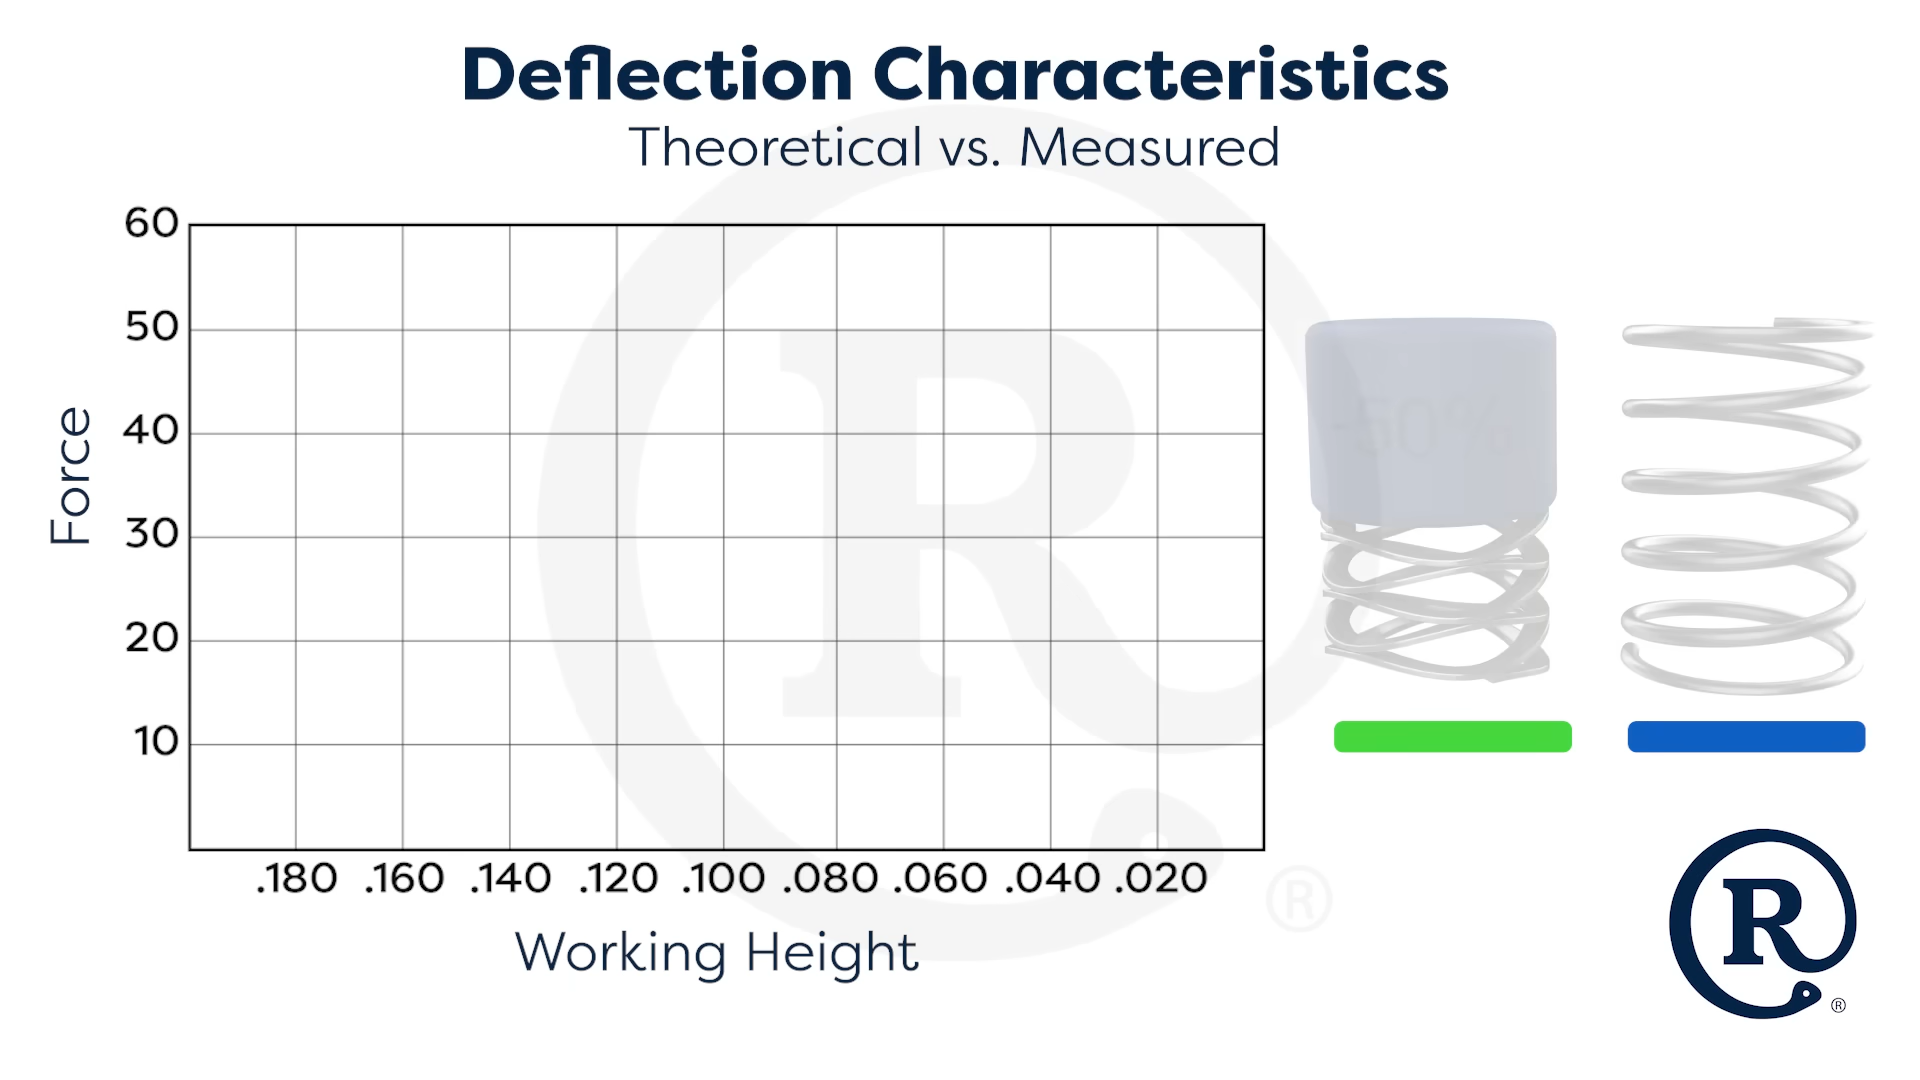 Deflection Characteristics
Theoretical vs. Measured
60
50
40
30
20
10
Force
-50%
.180 .160 .140 .120 .100 .080 .060 .040 .020
Working Height
R
®
R
®